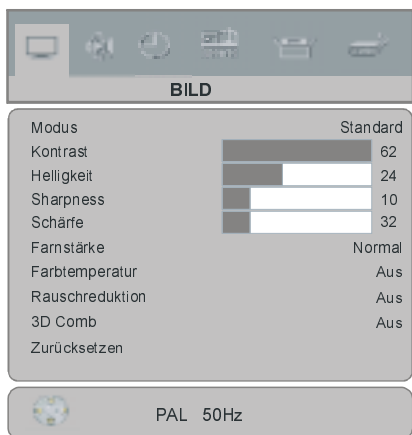 BILD
Modus Standard
Kontrast 62
Helligkeit 24
Sharpness 10
Schärfe 32
Farnstärke Normal
Farbtemperatur Aus
Rauschreduktion Aus
3D Comb Aus
Zurücksetzen
PAL 50Hz